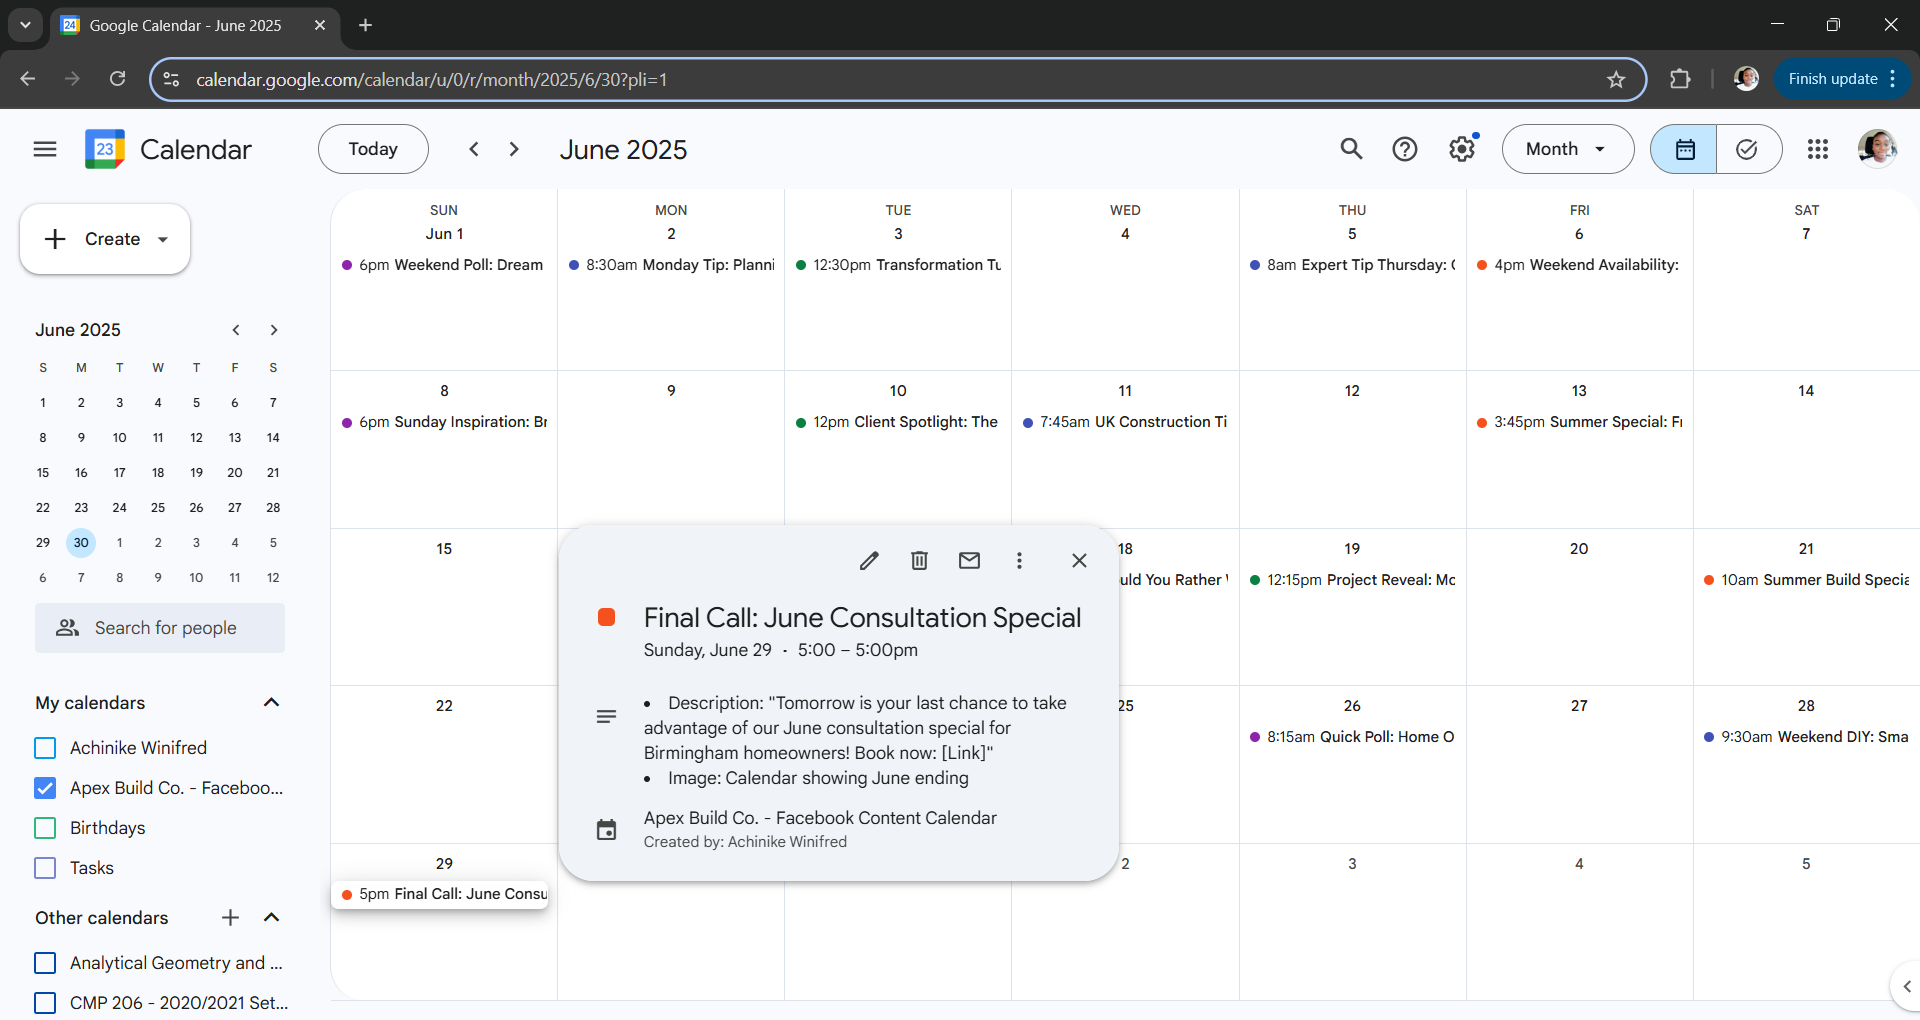 Google Calendar - June 2025
calendar.google.com/calendar/u/0/r/month/2025/6/30?pli=1
Finish update
23 Calendar
Today
June 2025
Month
Create
June 2025
S M T W T F S
1 2 3 4 5 6 7
8 9 10 11 12 13 14
15 16 17 18 19 20 21
22 23 24 25 26 27 28
29 30 1 2 3 4 5
6 7 8 9 10 11 12
Search for people
My calendars
Achinike Winifred
Apex Build Co. - Faceboo...
Birthdays
Tasks
Other calendars
Analytical Geometry and ...
CMP 206 - 2020/2021 Set...
SUN MON TUE WED THU FRI SAT
Jun 1 2 3 4 5 6 7
6pm Weekend Poll: Dream
8:30am Monday Tip: Planni
12:30pm Transformation Tu
8am Expert Tip Thursday:
4pm Weekend Availability:
8 9 10 11 12 13 14
6pm Sunday Inspiration: Br
12pm Client Spotlight: The
7:45am UK Construction Ti
3:45pm Summer Special: Fr
15 18 19 20 21
uld You Rather
12:15pm Project Reveal: Mo
10am Summer Build Specia
22 25 26 27 28
8:15am Quick Poll: Home O
9:30am Weekend DIY: Sma
29 2 3 4 5
5pm Final Call: June Consu
Final Call: June Consultation Special
Sunday, June 29 · 5:00 – 5:00pm
• Description: "Tomorrow is your last chance to take
advantage of our June consultation special for
Birmingham homeowners! Book now: [Link]"
• Image: Calendar showing June ending
Apex Build Co. - Facebook Content Calendar
Created by: Achinike Winifred